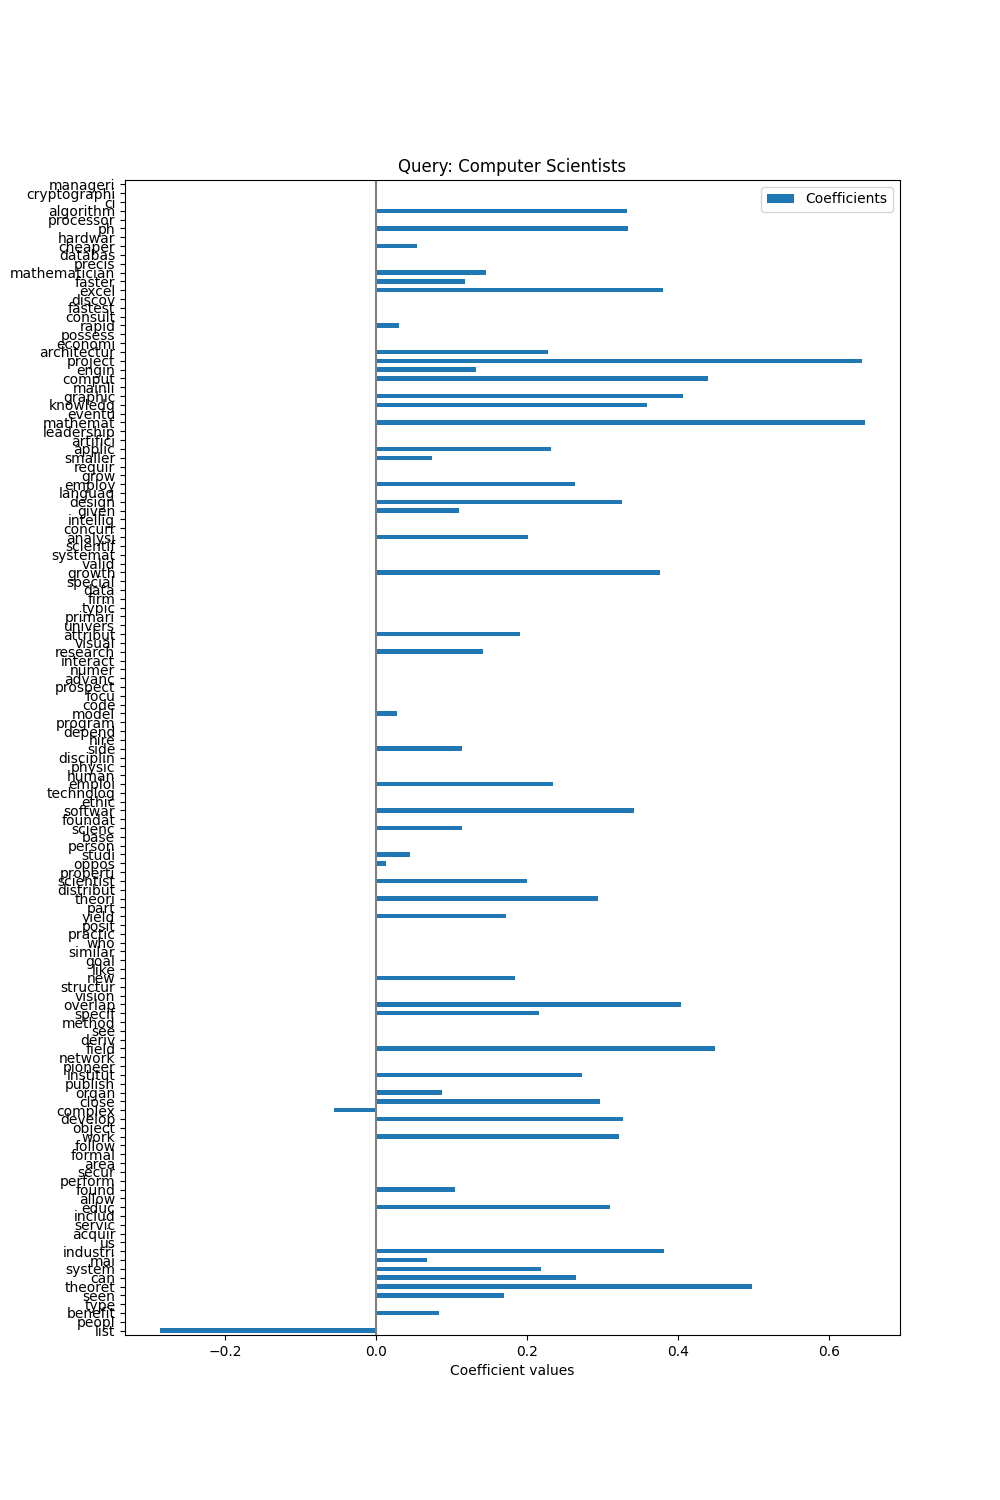 Query: Computer Scientists
Coefficients
manageri
cryptographi
ci
algorithm
processor
ph
hardwar
cheaper
databas
precis
mathematician
faster
excel
discov
fastest
consult
rapid
possess
economi
architectur
project
engin
comput
mainli
graphic
knowledg
eventu
mathemat
leadership
artifici
applic
smaller
requir
grow
employ
languag
design
given
intellig
concurr
analysi
scientif
systemat
valid
growth
special
data
firm
typic
primari
univers
attribut
visual
research
interact
numer
advanc
prospect
focu
code
model
program
depend
hire
side
disciplin
physic
human
emploi
technolog
ethic
softwar
foundat
scienc
base
person
studi
oppos
properti
scientist
distribut
theori
part
yield
posit
practic
who
similar
goal
like
new
structur
vision
overlap
specif
method
see
deriv
field
network
pioneer
institut
publish
organ
close
complex
develop
object
work
follow
formal
area
secur
perform
found
allow
educ
includ
servic
acquir
us
industri
mai
system
can
theoret
seen
type
benefit
peopl
list
−0.2 0.0 0.2 0.4 0.6
Coefficient values